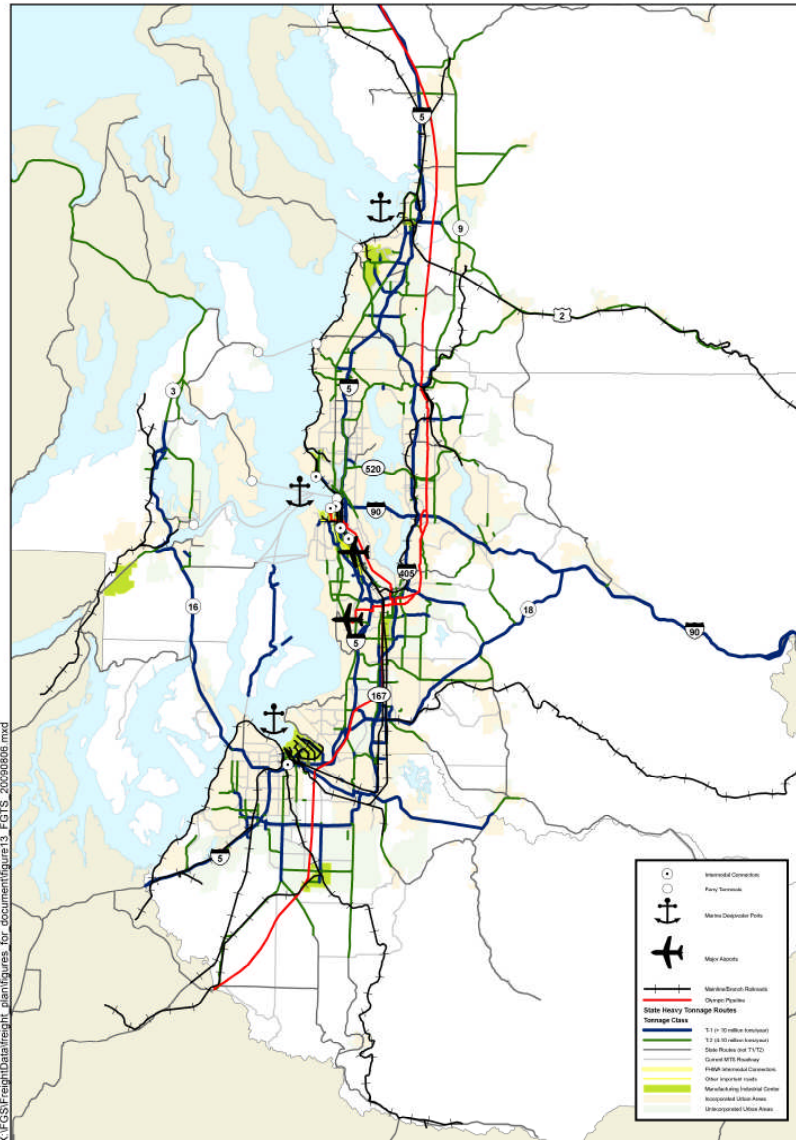 5
9
2
3
5
520
90
405
16
18
5
90
167
5
Intermodal Connectors
Ferry Terminals
Marine Deepwater Ports
Major Airports
Mainline/Branch Railroads
Olympic Pipeline
State Heavy Tonnage Routes
Tonnage Class
T-1 (> 10 million tons/year)
T-2 (4-10 million tons/year)
State Routes (not T1/T2)
Current MTS Roadway
FHWA Intermodal Connectors
Other important roads
Manufacturing Industrial Center
Incorporated Urban Areas
Unincorporated Urban Areas
X:\FGS\FreightData\freight_plan\figures_for_document\figure13_FGTS_20090806.mxd